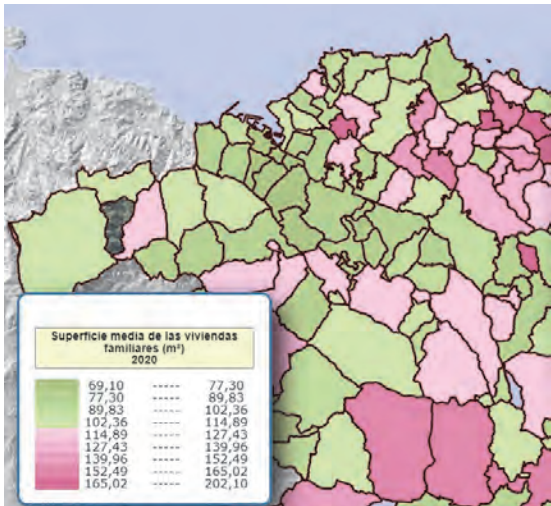 Superficie media de las viviendas
familiares (m²)
2020
69,10 ----- 77,30
77,30 ----- 89,83
89,83 ----- 102,36
102,36 ----- 114,89
114,89 ----- 127,43
127,43 ----- 139,96
139,96 ----- 152,49
152,49 ----- 165,02
165,02 ----- 202,10